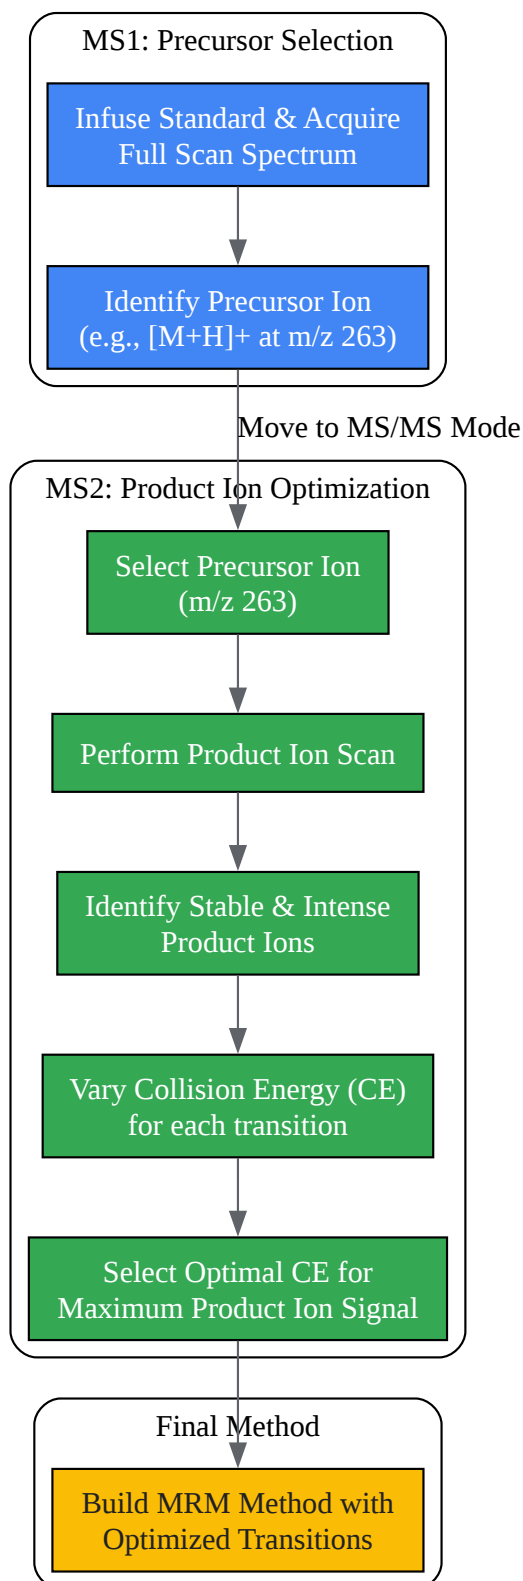 MS1: Precursor Selection
Infuse Standard & Acquire
Full Scan Spectrum
Identify Precursor Ion
(e.g., [M+H]+ at m/z 263)
Move to MS/MS Mode
MS2: Product Ion Optimization
Select Precursor Ion
(m/z 263)
Perform Product Ion Scan
Identify Stable & Intense
Product Ions
Vary Collision Energy (CE)
for each transition
Select Optimal CE for
Maximum Product Ion Signal
Final Method
Build MRM Method with
Optimized Transitions